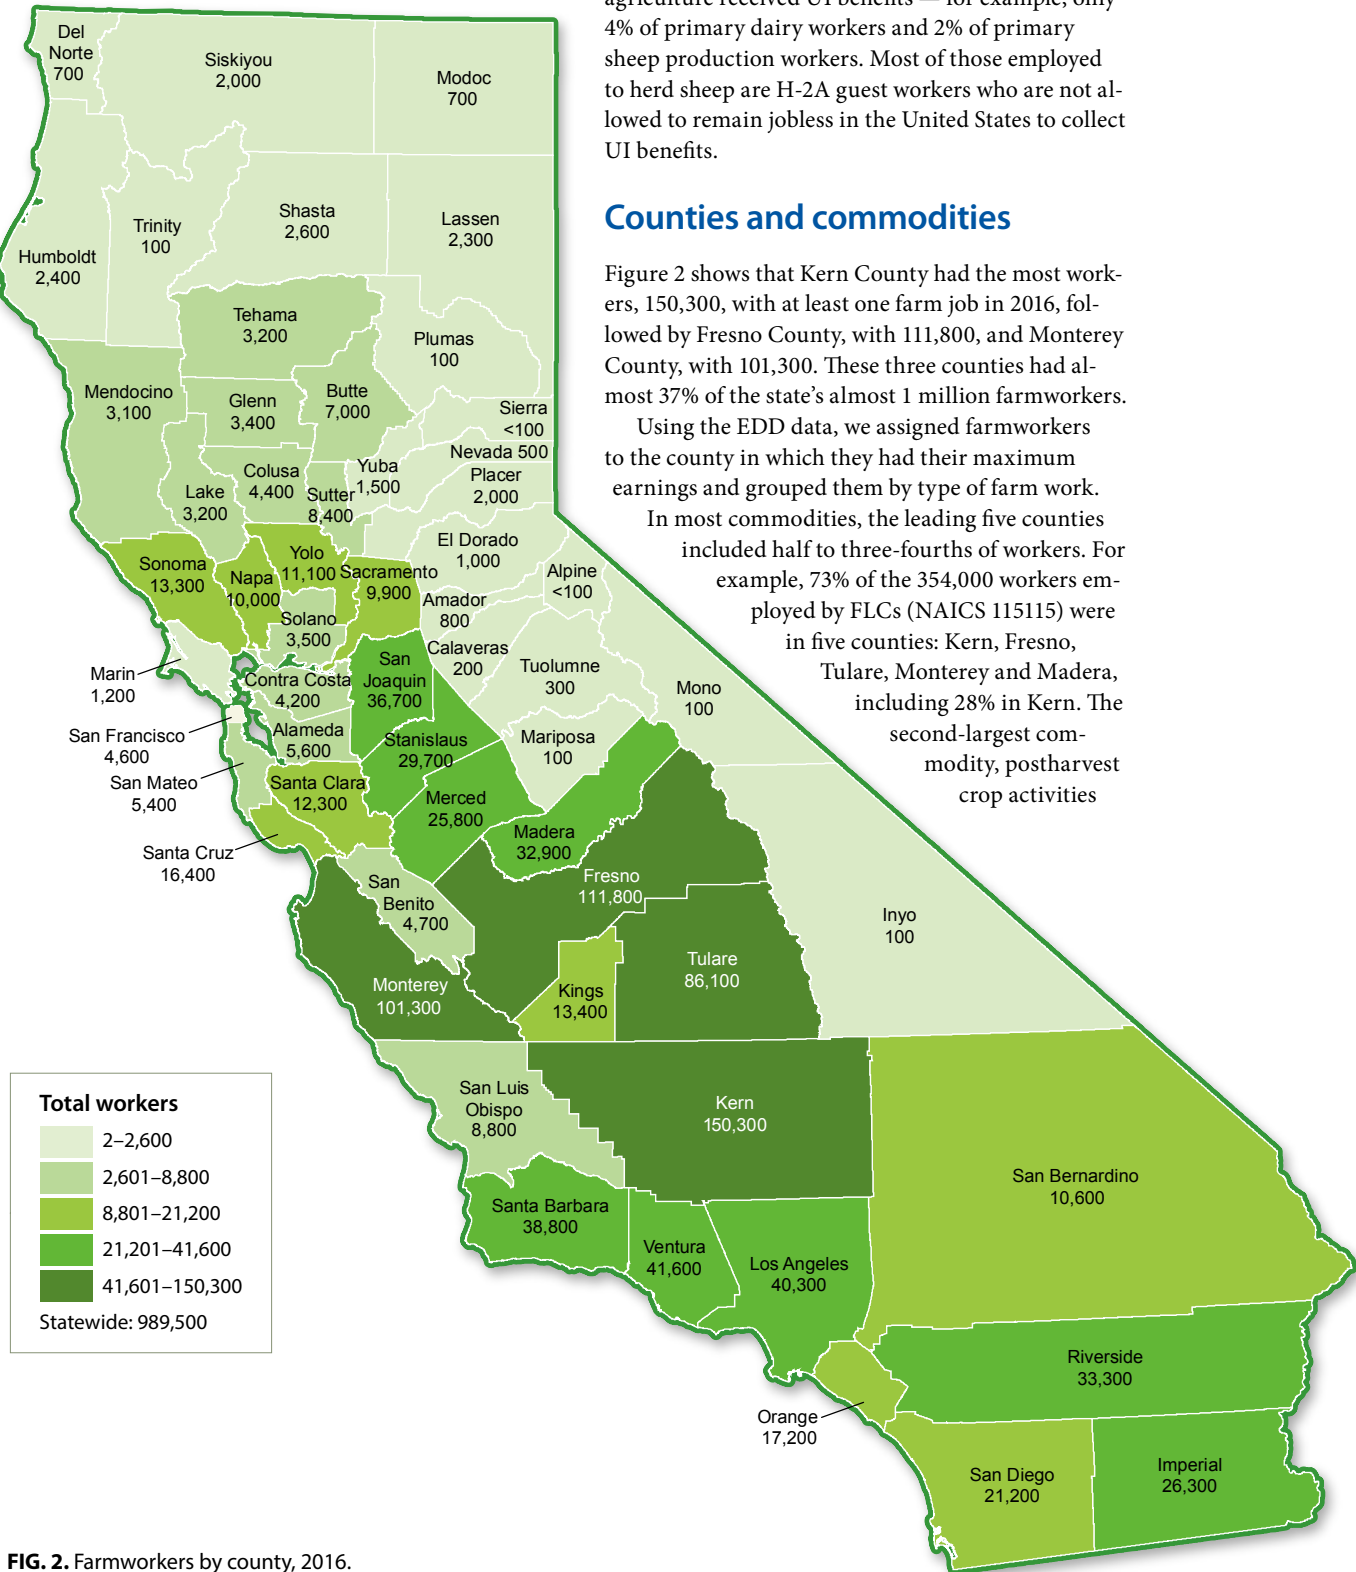 agriculture received UI benefits — for example, only
4% of primary dairy workers and 2% of primary
sheep production workers. Most of those employed
to herd sheep are H-2A guest workers who are not al-
lowed to remain jobless in the United States to collect
UI benefits.
Counties and commodities
Figure 2 shows that Kern County had the most work-
ers, 150,300, with at least one farm job in 2016, fol-
lowed by Fresno County, with 111,800, and Monterey
County, with 101,300. These three counties had al-
most 37% of the state's almost 1 million farmworkers.
Using the EDD data, we assigned farmworkers
to the county in which they had their maximum
earnings and grouped them by type of farm work.
In most commodities, the leading five counties
included half to three-fourths of workers. For
example, 73% of the 354,000 workers em-
ployed by FLCs (NAICS 115115) were
in five counties: Kern, Fresno,
Tulare, Monterey and Madera,
including 28% in Kern. The
second-largest com-
modity, postharvest
crop activities
Del
Norte
700
Siskiyou
2,000
Modoc
700
Humboldt
2,400
Trinity
100
Shasta
2,600
Lassen
2,300
Tehama
3,200
Plumas
100
Mendocino
3,100
Glenn
3,400
Butte
7,000
Sierra
<100
Nevada 500
Placer
2,000
Yuba
1,500
Colusa
4,400
Sutter
8,400
Lake
3,200
El Dorado
1,000
Alpine
<100
Sonoma
13,300
Napa
10,000
Yolo
11,100
Sacramento
9,900
Amador
800
Solano
3,500
Calaveras
200
Tuolumne
300
Mono
100
Marin
1,200
Contra Costa
4,200
San
Joaquin
36,700
San Francisco
4,600
Alameda
5,600
Stanislaus
29,700
Mariposa
100
San Mateo
5,400
Santa Clara
12,300
Merced
25,800
Madera
32,900
Santa Cruz
16,400
San
Benito
4,700
Fresno
111,800
Inyo
100
Monterey
101,300
Kings
13,400
Tulare
86,100
San Luis
Obispo
8,800
Kern
150,300
San Bernardino
10,600
Santa Barbara
38,800
Ventura
41,600
Los Angeles
40,300
Riverside
33,300
Orange
17,200
San Diego
21,200
Imperial
26,300
Total workers
2–2,600
2,601–8,800
8,801–21,200
21,201–41,600
41,601–150,300
Statewide: 989,500
FIG. 2. Farmworkers by county, 2016.